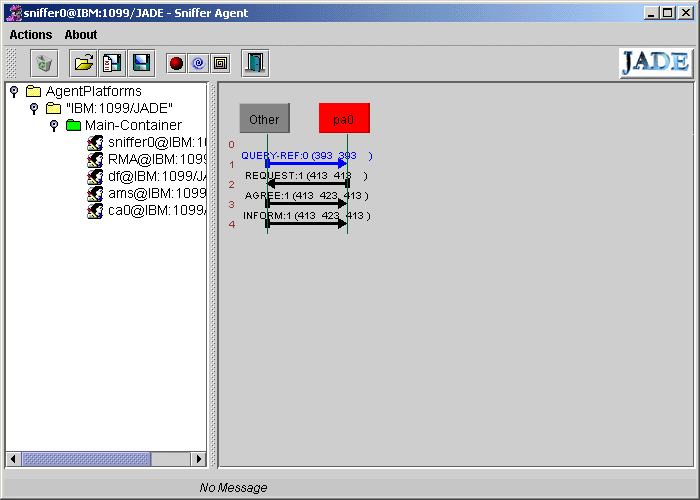 sniffer0@IBM:1099/JADE - Sniffer Agent
Actions About
JADE
AgentPlatforms
"IBM:1099/JADE"
Main-Container
sniffer0@IBM:1
RMA@IBM:1099
df@IBM:1099/JA
ams@IBM:1099/
ca0@IBM:1099/
Other pa0
0
QUERY-REF:0 (393 393 )
1
REQUEST:1 (413 413 )
2
AGREE:1 (413 423 413 )
3
INFORM:1 (413 423 413 )
4
No Message